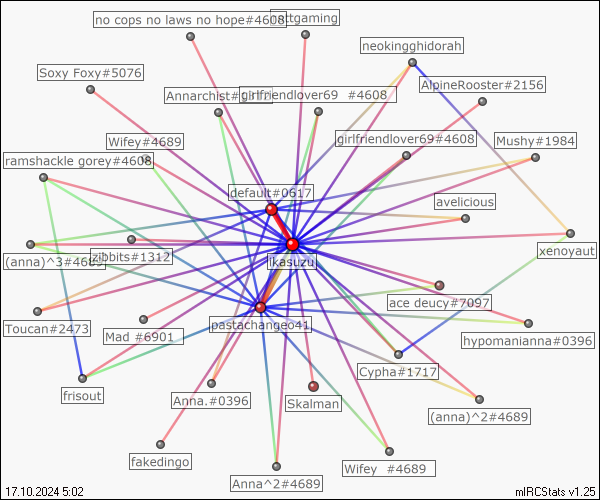 no cops no laws no hope#4608
neokingghidorah
Soxy Foxy#5076
girlfriendlover69 #4608
AlpineRooster#2156
Wifey#4689
girlfriendlover69#4608
Mushy#1984
ramshackle gorey#4608
default#0617
avelicious
xenoyaut
(anna)^3#4689
zibbits#1312
ikasuzu
ace deucy#7097
Toucan#2473
Mad #6901
pastachangeo41
hypomanianna#0396
Cypha#1717
frisout
Anna.#0396
Skalman
(anna)^2#4689
fakedingo
Anna^2#4689
Wifey #4689
17.10.2024 5:02
mIRCStats v1.25